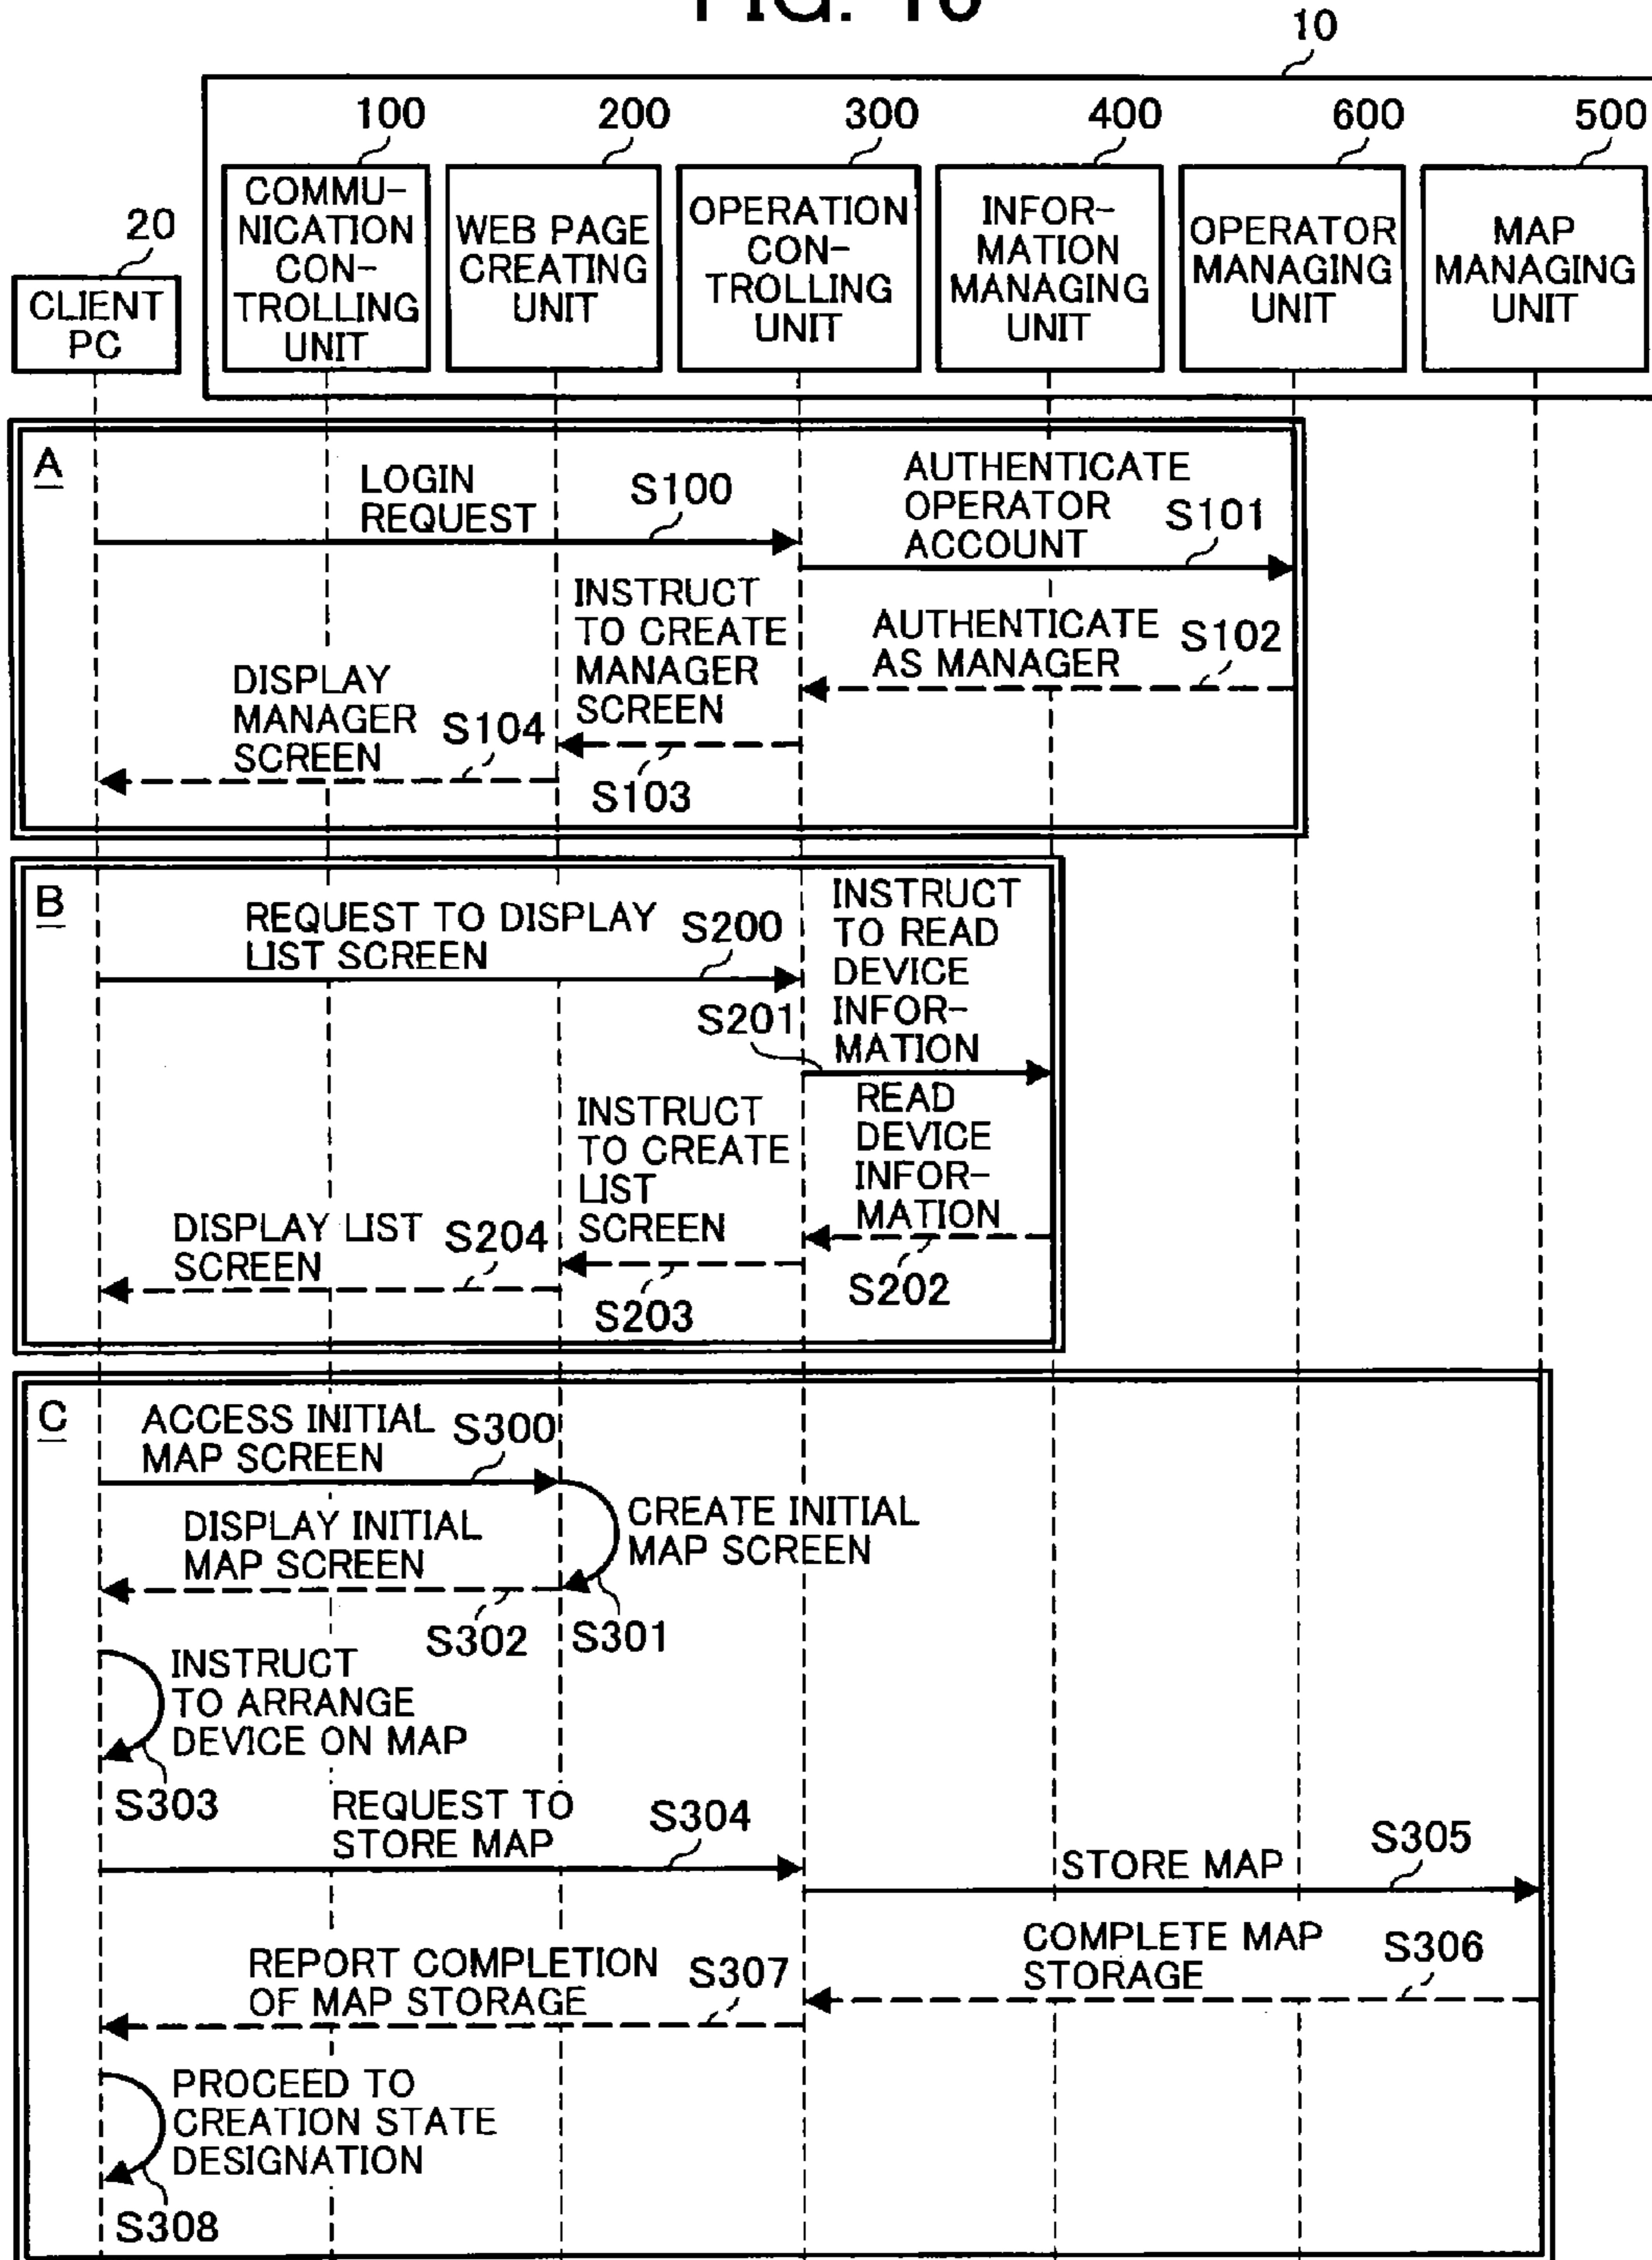 10
100
200
300
400
600
500
20
CLIENT
PC
COMMU-
NICATION
CON-
TROLLING
UNIT
WEB PAGE
CREATING
UNIT
OPERATION
CON-
TROLLING
UNIT
INFOR-
MATION
MANAGING
UNIT
OPERATOR
MANAGING
UNIT
MAP
MANAGING
UNIT
A
LOGIN
REQUEST
S100
AUTHENTICATE
OPERATOR
ACCOUNT
S101
INSTRUCT
TO CREATE
MANAGER
SCREEN
AUTHENTICATE
AS MANAGER
S102
DISPLAY
MANAGER
SCREEN
S104
S103
B
REQUEST TO DISPLAY
LIST SCREEN
S200
INSTRUCT
TO READ
DEVICE
INFOR-
MATION
S201
INSTRUCT
TO CREATE
LIST
SCREEN
READ
DEVICE
INFOR-
MATION
DISPLAY LIST
SCREEN
S204
S203
S202
C
ACCESS INITIAL
MAP SCREEN
S300
CREATE INITIAL
MAP SCREEN
DISPLAY INITIAL
MAP SCREEN
S302
S301
INSTRUCT
TO ARRANGE
DEVICE ON MAP
S303
REQUEST TO
STORE MAP
S304
STORE MAP
S305
COMPLETE MAP
STORAGE
S306
REPORT COMPLETION
OF MAP STORAGE
S307
PROCEED TO
CREATION STATE
DESIGNATION
S308